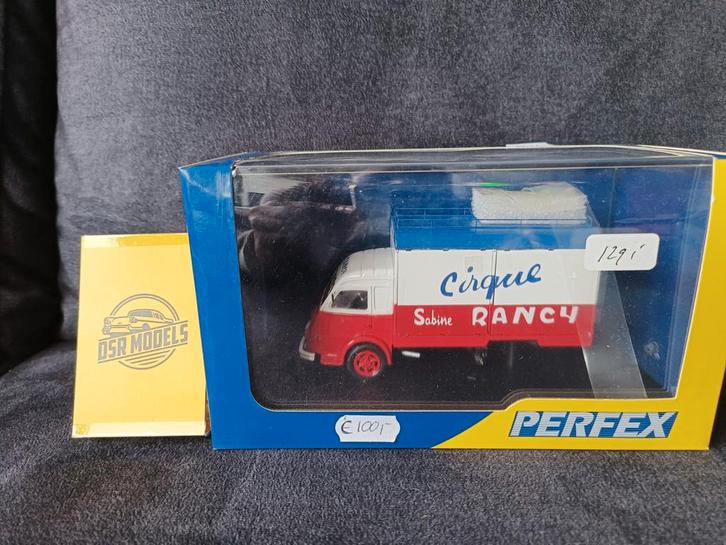 DSR MODELS
Cirque
Sabine RANCY
129,-
€100,-
PERFEX